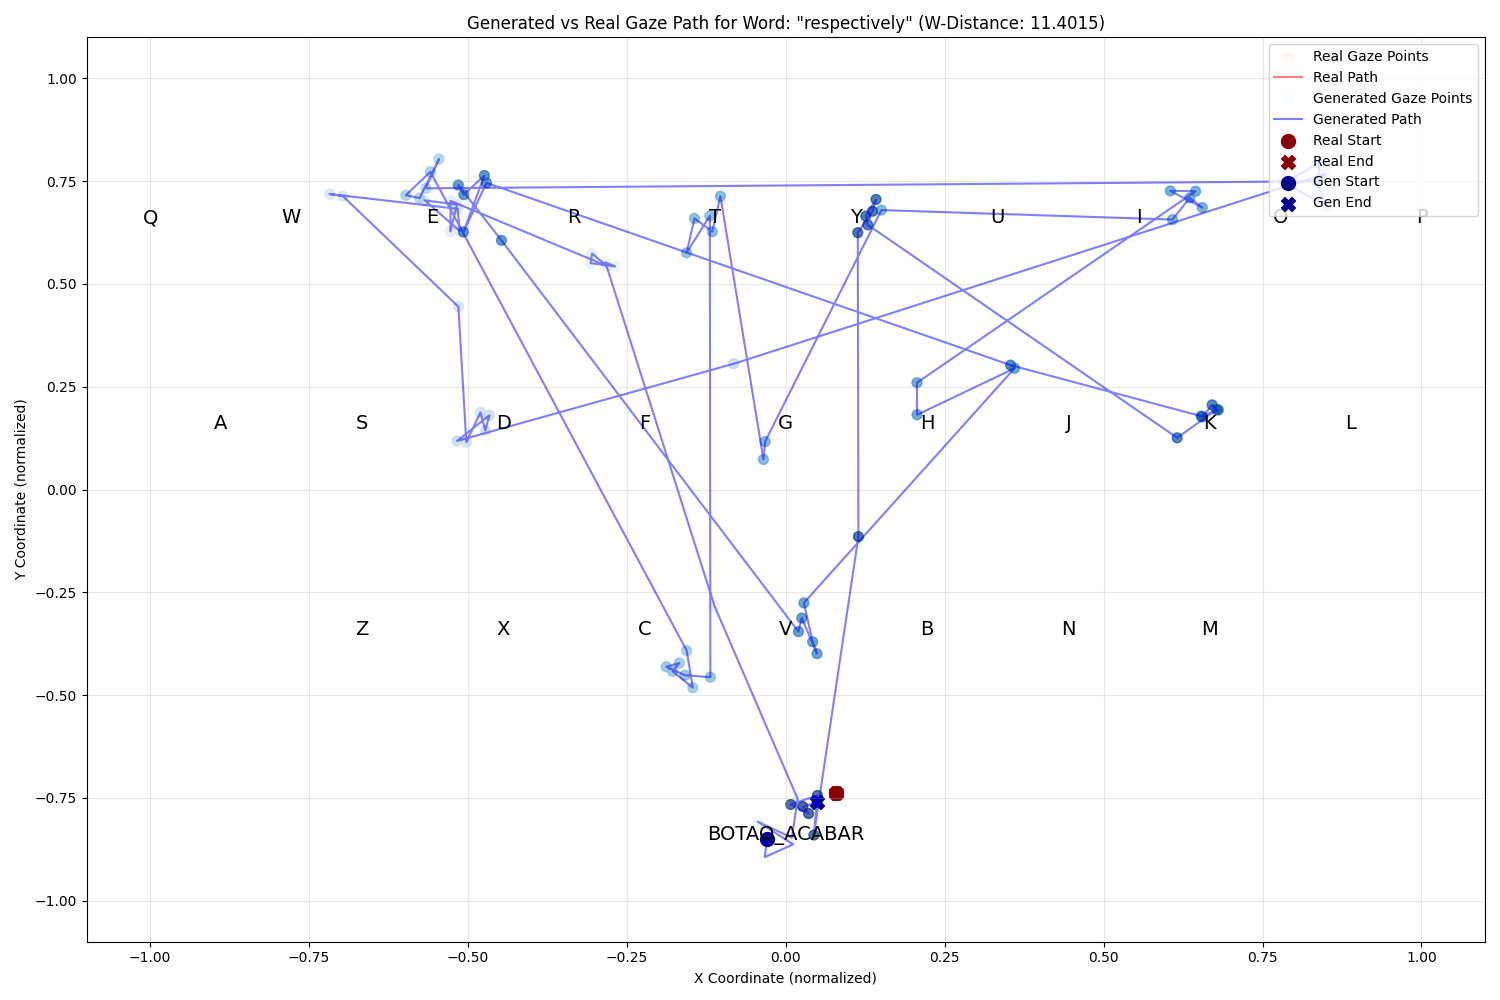 Generated vs Real Gaze Path for Word: "respectively" (W-Distance: 11.4015)
Real Gaze Points
Real Path
Generated Gaze Points
Generated Path
Real Start
Real End
Gen Start
Gen End
1.00
0.75
0.50
0.25
0.00
−0.25
−0.50
−0.75
−1.00
Y Coordinate (normalized)
Q W E R T Y U I O P
A S D F G H J K L
Z X C V B N M
BOTAO_ACABAR
−1.00 −0.75 −0.50 −0.25 0.00 0.25 0.50 0.75 1.00
X Coordinate (normalized)